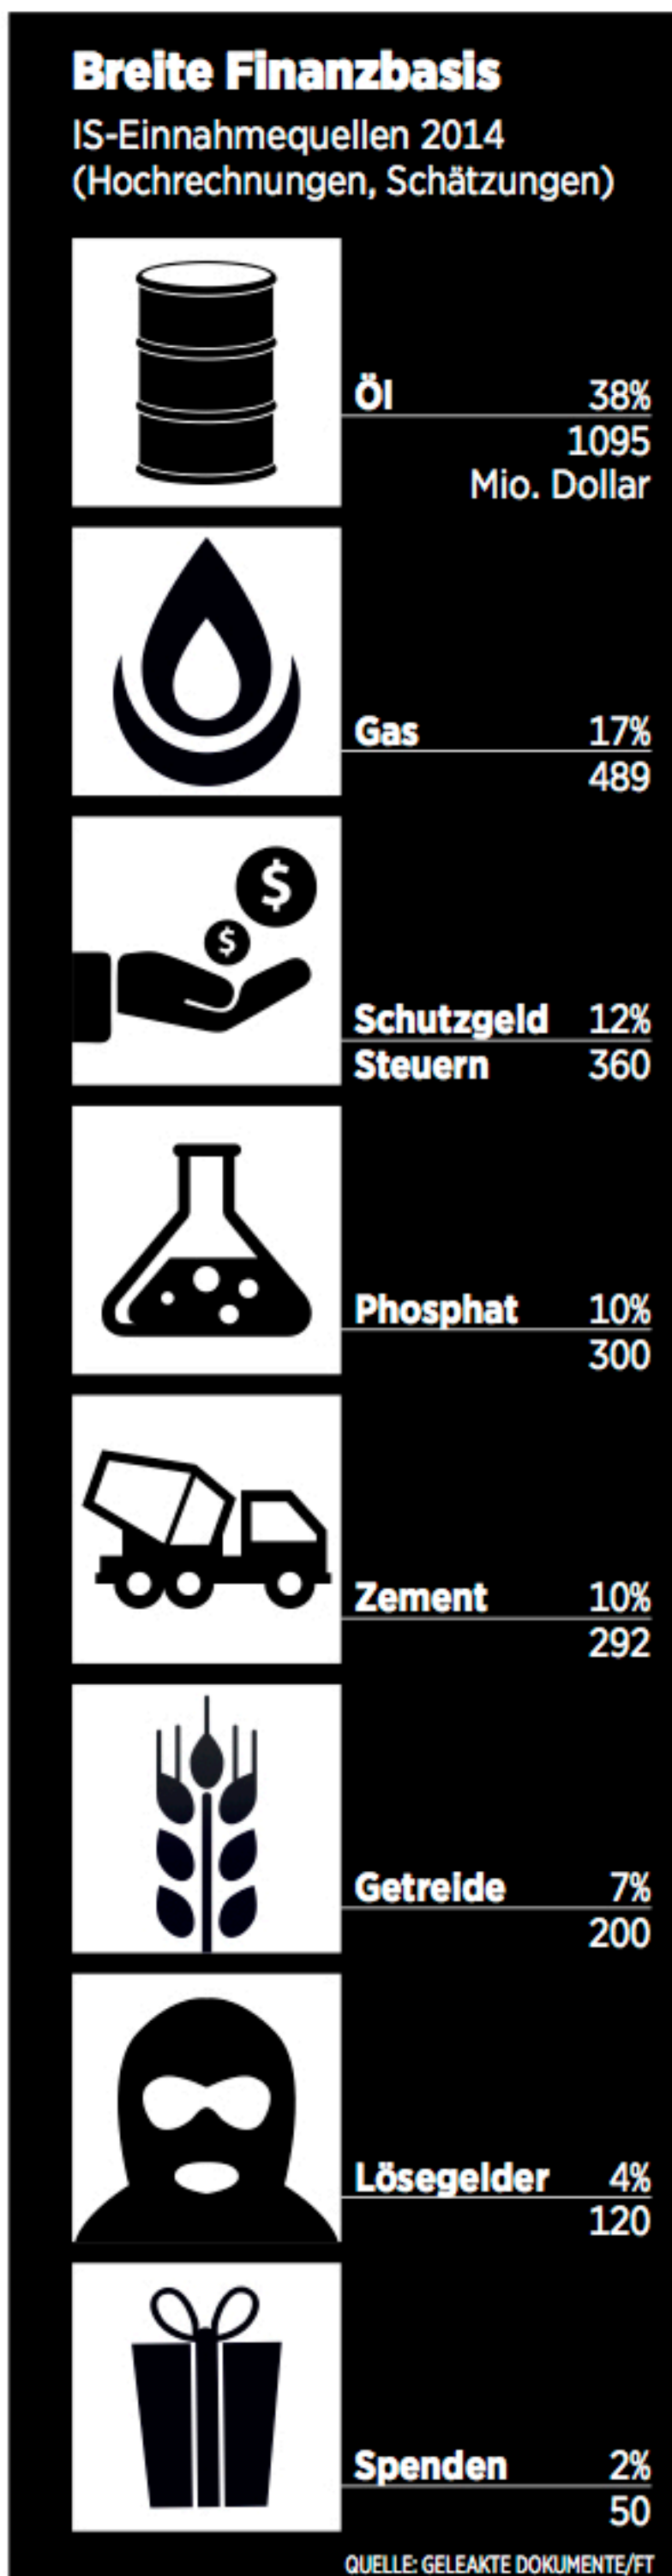 Breite Finanzbasis
IS-Einnahmequellen 2014
(Hochrechnungen, Schätzungen)
Öl 38%
1095
Mio. Dollar
Gas 17%
489
$
$
Schutzgeld 12%
Steuern 360
Phosphat 10%
300
Zement 10%
292
Getreide 7%
200
Lösegelder 4%
120
Spenden 2%
50
QUELLE: GELEAKTE DOKUMENTE/FT